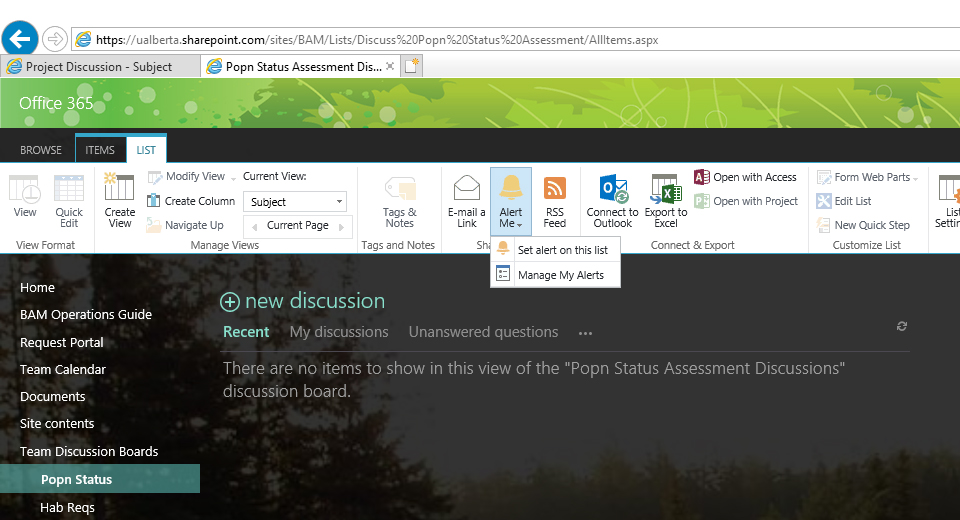 https://ualberta.sharepoint.com/sites/BAM/Lists/Discuss%20Popn%20Status%20Assessment/AllItems.aspx
Project Discussion - Subject
Popn Status Assessment Dis...
Office 365
BROWSE ITEMS LIST
View
Quick Edit
View Format
Create View
Modify View
Create Column
Navigate Up
Current View:
Subject
Current Page
Manage Views
Tags & Notes
Tags and Notes
E-mail a Link
Alert Me
RSS Feed
Sha
Set alert on this list
Manage My Alerts
Connect to Outlook
Export to Excel
Open with Access
Open with Project
Connect & Export
Form Web Parts
Edit List
New Quick Step
Customize List
List
Settin
Home
BAM Operations Guide
Request Portal
Team Calendar
Documents
Site contents
Team Discussion Boards
Popn Status
Hab Reqs
new discussion
Recent My discussions Unanswered questions ...
There are no items to show in this view of the "Popn Status Assessment Discussions"
discussion board.